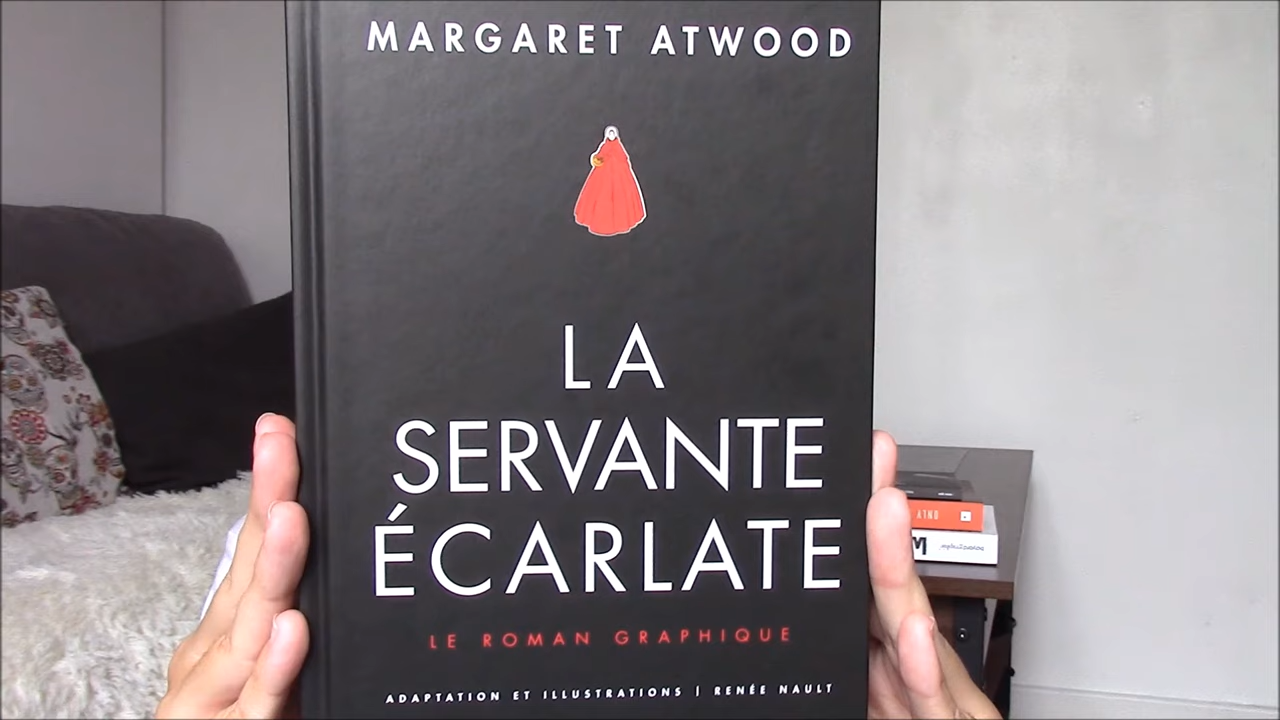 MARGARET ATWOOD
LA
SERVANTE
ÉCARLATE
LE ROMAN GRAPHIQUE
ADAPTATION ET ILLUSTRATIONS | RENÉE NAULT